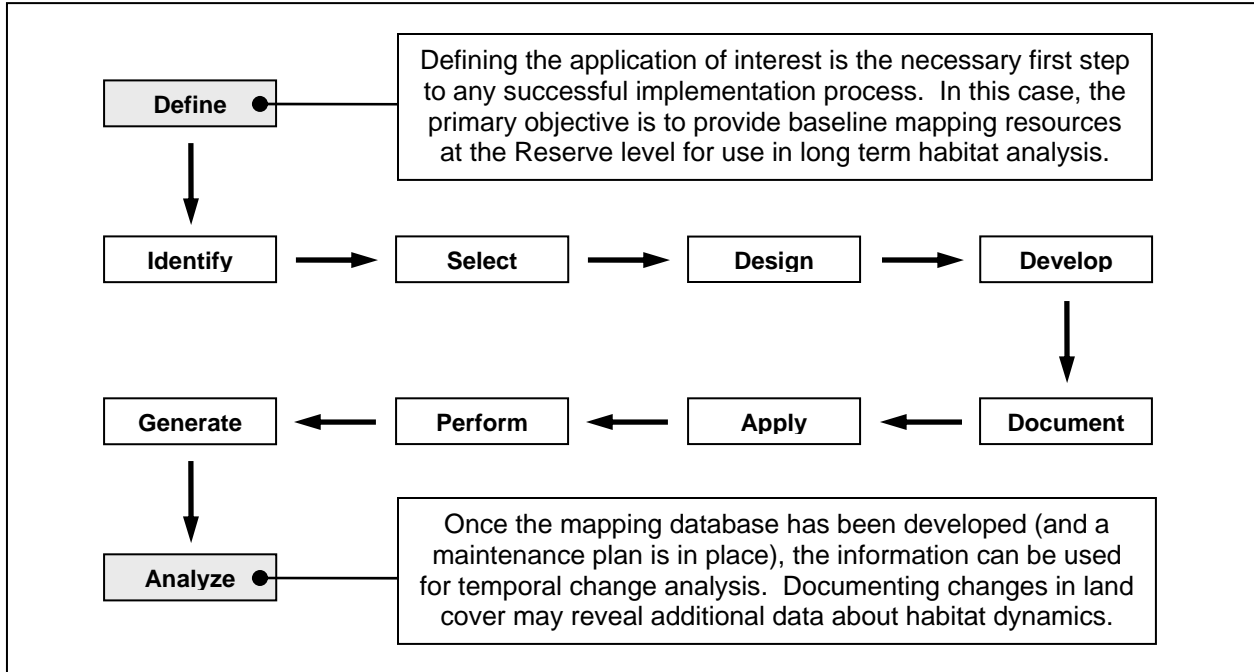 Define
Defining the application of interest is the necessary first step
to any successful implementation process.  In this case, the
primary objective is to provide baseline mapping resources
at the Reserve level for use in long term habitat analysis.
Identify
Select
Design
Develop
Generate
Perform
Apply
Document
Analyze
Once the mapping database has been developed (and a
maintenance plan is in place), the information can be used
for temporal change analysis.  Documenting changes in land
cover may reveal additional data about habitat dynamics.